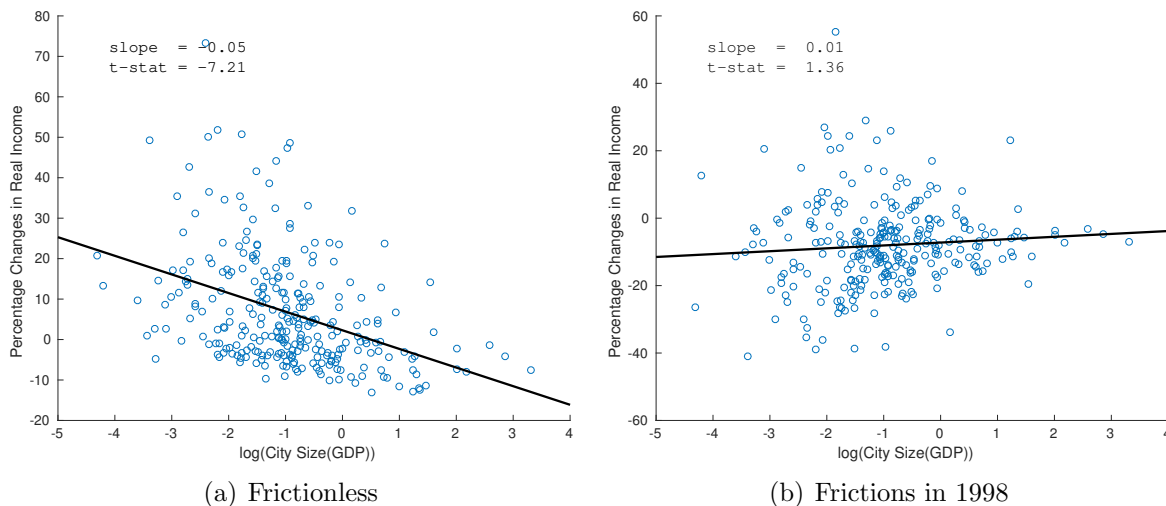 80
70
60
50
40
30
20
10
0
-10
-20
Percentage Changes in Real Income
slope = -0.05
t-stat = -7.21
-5 -4 -3 -2 -1 0 1 2 3 4
log(City Size(GDP))
(a) Frictionless
60
40
20
0
-20
-40
-60
Percentage Changes in Real Income
slope = 0.01
t-stat = 1.36
-5 -4 -3 -2 -1 0 1 2 3 4
log(City Size(GDP))
(b) Frictions in 1998